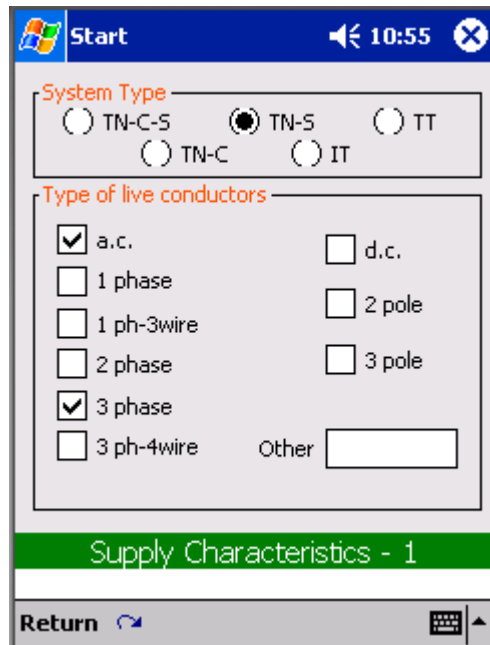 Start 10:55
System Type
TN-C-S TN-S TT
TN-C IT
Type of live conductors
a.c. d.c.
1 phase
2 pole
1 ph-3wire
2 phase 3 pole
3 phase
3 ph-4wire Other
Supply Characteristics - 1
Return